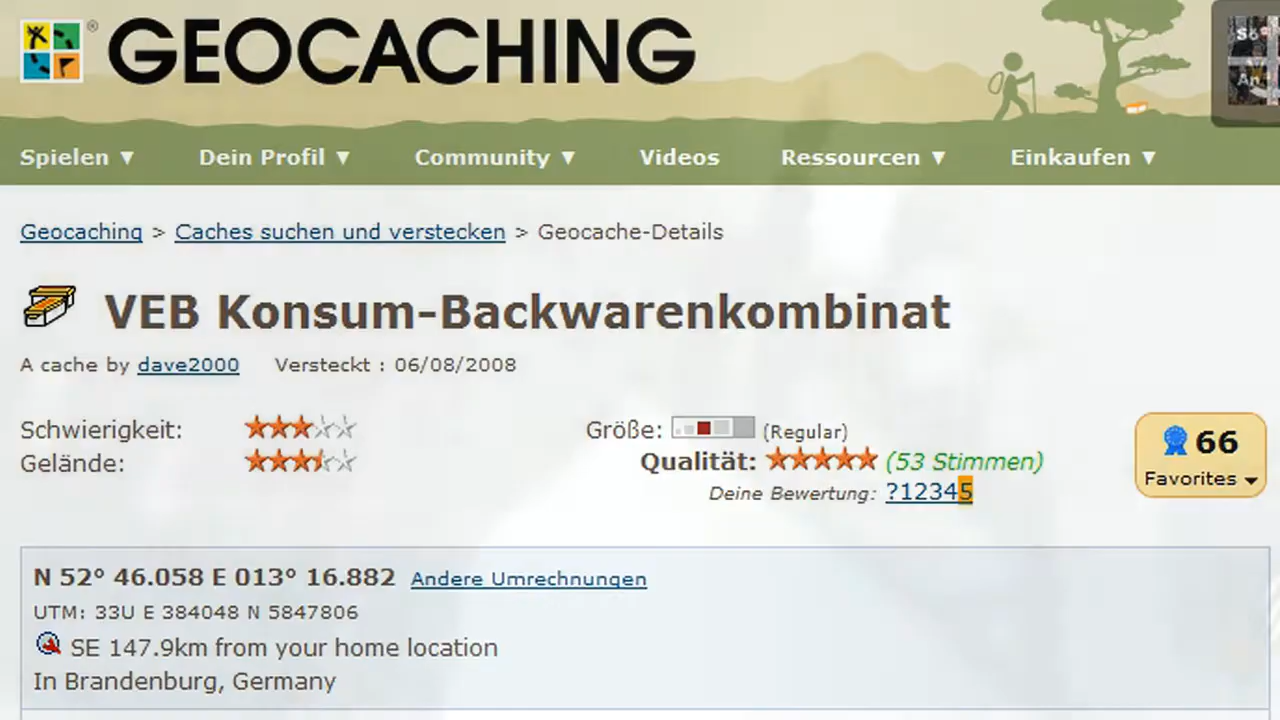 GEOCACHING
Spielen ▼ Dein Profil ▼ Community ▼ Videos Ressourcen ▼ Einkaufen ▼
Geocaching > Caches suchen und verstecken > Geocache-Details
VEB Konsum-Backwarenkombinat
A cache by dave2000 Versteckt : 06/08/2008
Schwierigkeit: Größe: (Regular)
Gelände: Qualität: (53 Stimmen)
Deine Bewertung: ?12345
66
Favorites
N 52° 46.058 E 013° 16.882 Andere Umrechnungen
UTM: 33U E 384048 N 5847806
SE 147.9km from your home location
In Brandenburg, Germany